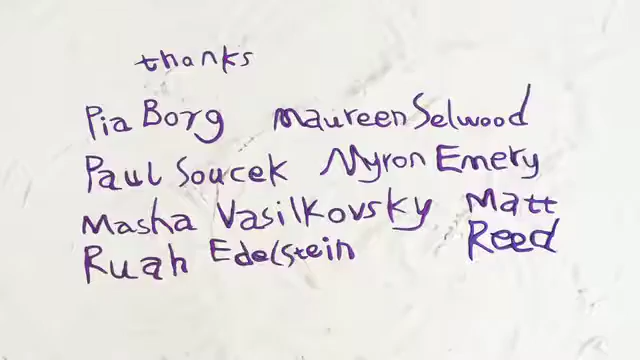 thanks
Pia Borg Maureen Selwood
Paul Soucek Myron Emery
Masha Vasilkovsky Matt Reed
Ruah Edelstein